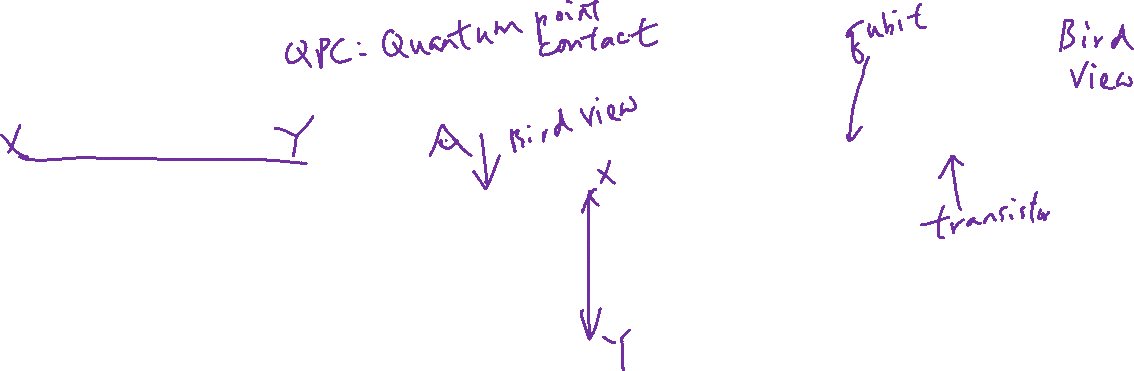 QPC = Quantum point contact
qubit
Bird View
X Y
A Bird view
X
transistor
Y